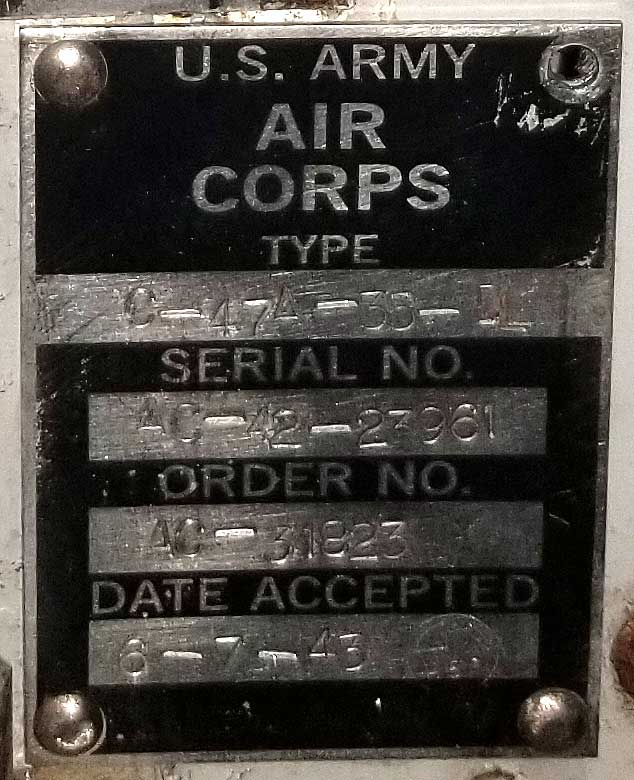 U.S. ARMY
AIR
CORPS
TYPE
C-47A-35-DL
SERIAL NO.
AC-42-23961
ORDER NO.
AC-31823
DATE ACCEPTED
6-7-43